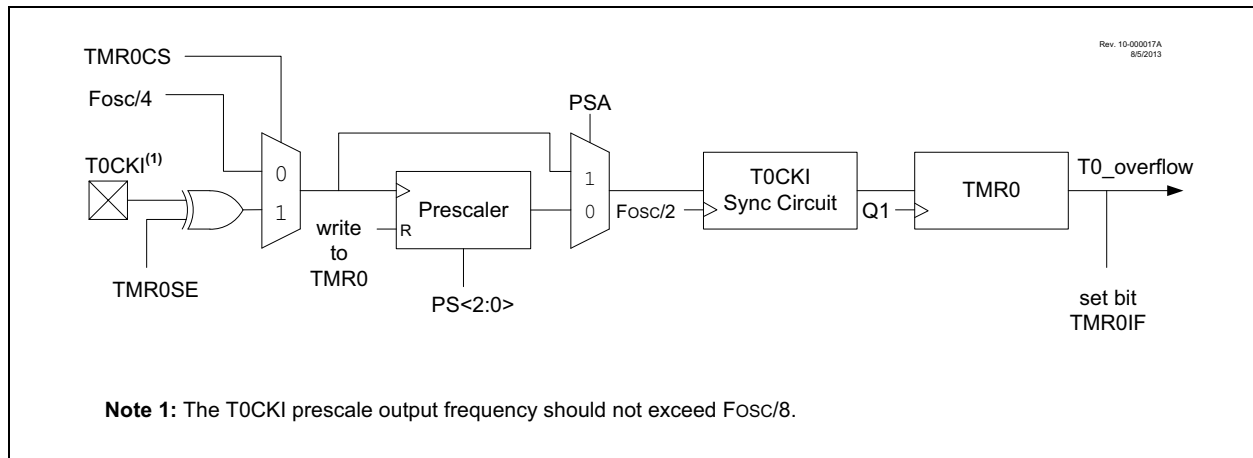 Rev. 10-000017A
8/5/2013
TMR0CS
Fosc/4
PSA
T0CKI(1)
0
1
1
0
T0CKI
Sync Circuit
TMR0
T0_overflow
Prescaler
FOSC/2
Q1
write
to
TMR0
R
TMR0SE
PS<2:0>
set bit
TMR0IF
Note 1: The T0CKI prescale output frequency should not exceed FOSC/8.